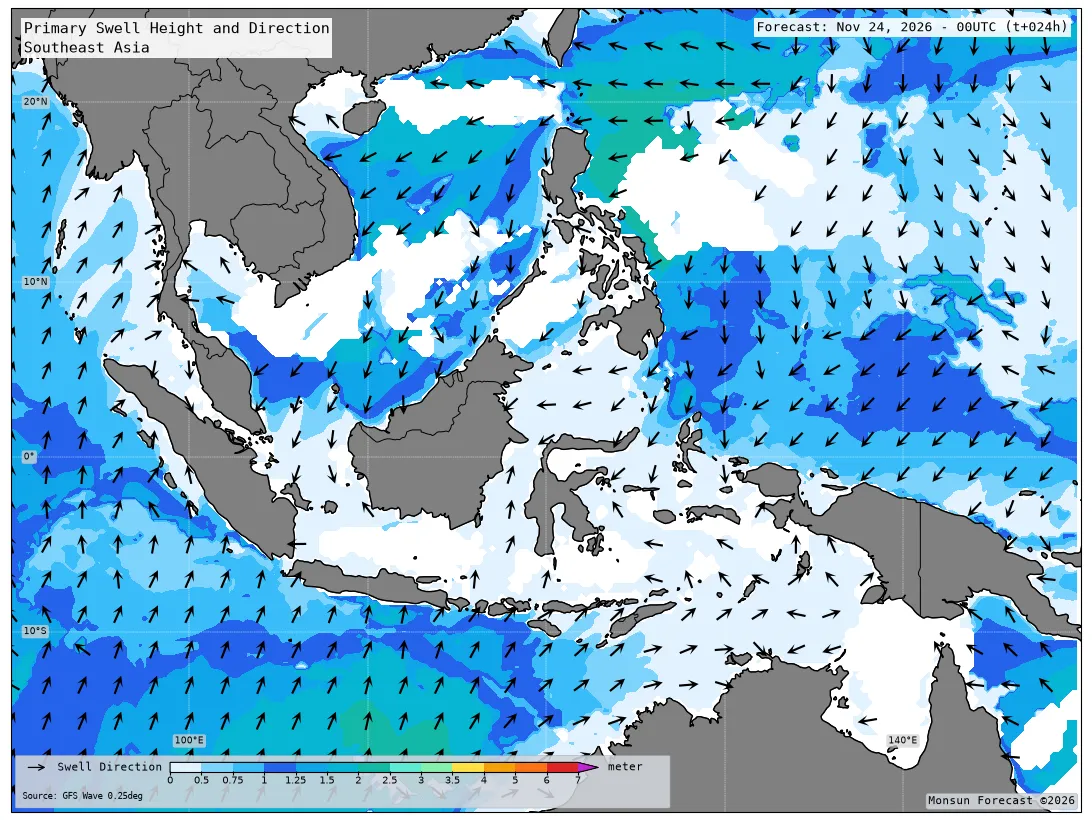 Primary Swell Height and Direction
Southeast Asia
Forecast: Nov 24, 2026 - 00UTC (t+024h)
20°N
10°N
0°
10°S
100°E
140°E
Swell Direction
0 0.5 0.75 1 1.25 1.5 2 2.5 3 3.5 4 5 6 7
meter
Source: GFS Wave 0.25deg
Monsun Forecast ©2026